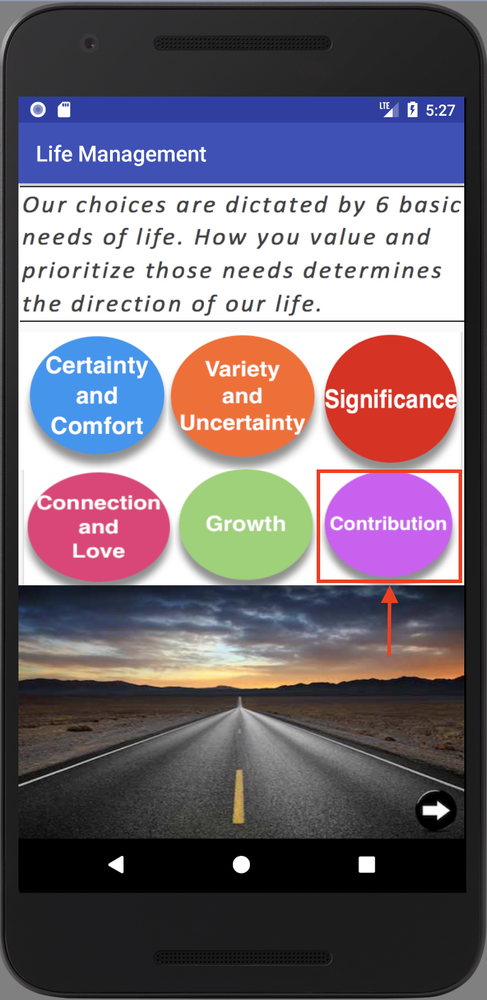 LTE 5:27
Life Management
Our choices are dictated by 6 basic
needs of life. How you value and
prioritize those needs determines
the direction of our life.
Certainty
and
Comfort
Variety
and
Uncertainty
Significance
Connection
and
Love
Growth
Contribution